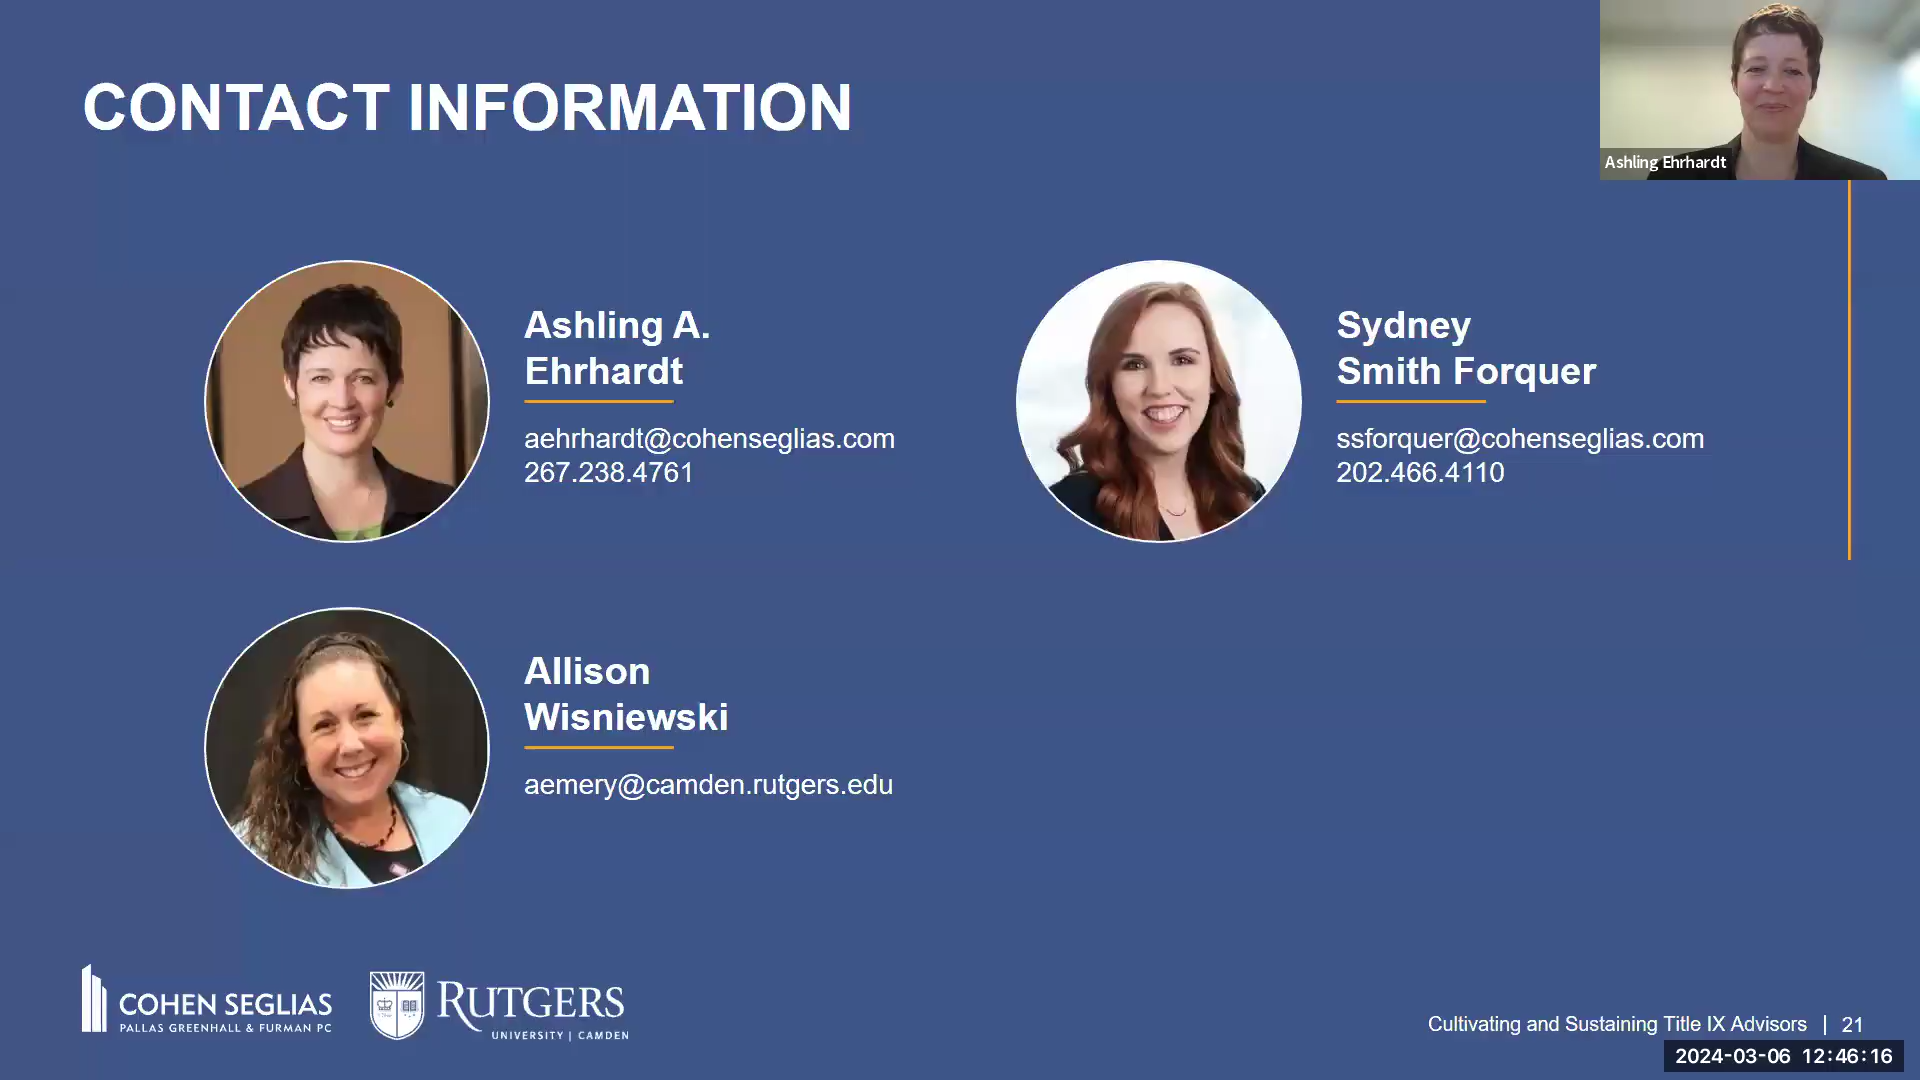 CONTACT INFORMATION
Ashling Ehrhardt
Ashling A.
Ehrhardt
aehrhardt@cohenseglias.com
267.238.4761
Sydney
Smith Forquer
ssforquer@cohenseglias.com
202.466.4110
Allison
Wisniewski
aemery@camden.rutgers.edu
COHEN SEGLIAS
PALLAS GREENHALL & FURMAN PC
RUTGERS
UNIVERSITY | CAMDEN
Cultivating and Sustaining Title IX Advisors | 21
2024-03-06 12:46:16